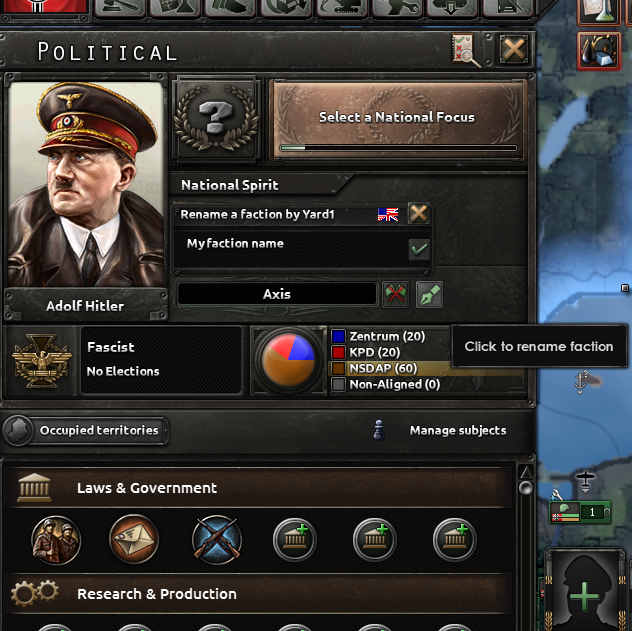 POLITICAL
Select a National Focus
National Spirit
Rename a faction by Yard1
My faction name
Axis
Adolf Hitler
Fascist
No Elections
Zentrum (20)
KPD (20)
NSDAP (60)
Non-Aligned (0)
Click to rename faction
Occupied territories
Manage subjects
Laws & Government
1
Research & Production